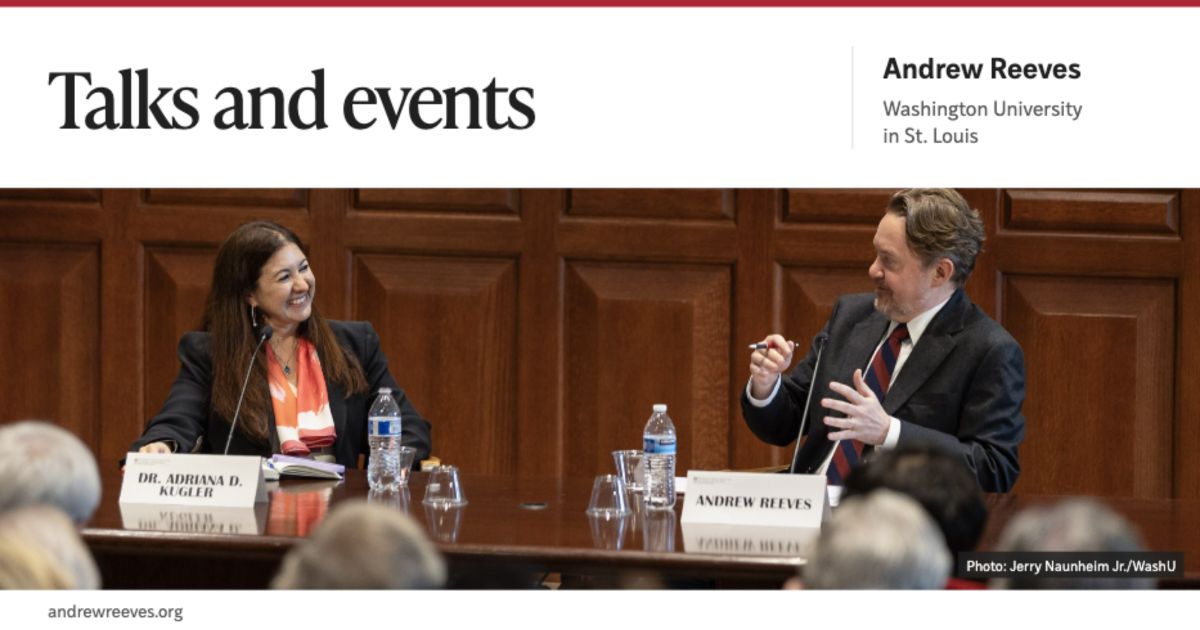 Talks and events
Andrew Reeves
Washington University
in St. Louis
DR. ADRIANA D.
KUGLER
ANDREW REEVES
Photo: Jerry Naunheim Jr./WashU
andrewreeves.org